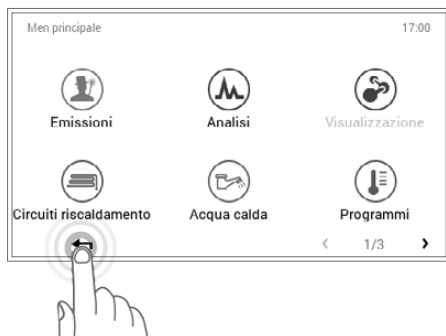 Men principale 17:00
Emissioni Analisi Visualizzazione
Circuiti riscaldamento Acqua calda Programmi
1/3